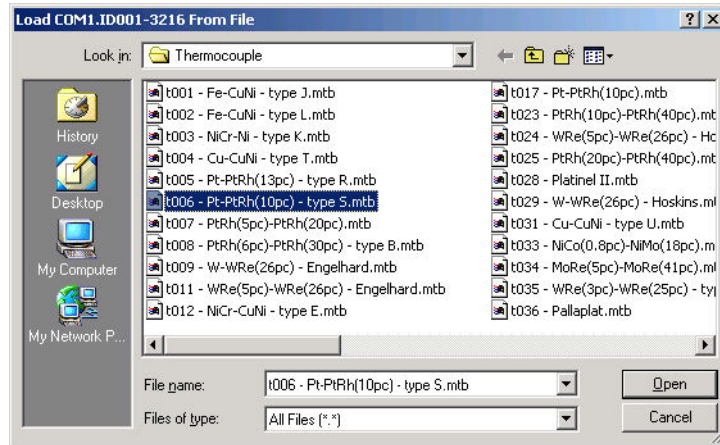 Load COM1.ID001-3216 From File
Look in:
Thermocouple
History
Desktop
My Computer
My Network P...
t001 - Fe-CuNi - type J.mtb
t002 - Fe-CuNi - type L.mtb
t003 - NiCr-Ni - type K.mtb
t004 - Cu-CuNi - type T.mtb
t005 - Pt-PtRh(13pc) - type R.mtb
t006 - Pt-PtRh(10pc) - type S.mtb
t007 - PtRh(5pc)-PtRh(20pc).mtb
t008 - PtRh(6pc)-PtRh(30pc) - type B.mtb
t009 - W-WRe(26pc) - Engelhard.mtb
t011 - WRe(5pc)-WRe(26pc) - Engelhard.mtb
t012 - NiCr-CuNi - type E.mtb
t017 - Pt-PtRh(10pc).mtb
t023 - PtRh(10pc)-PtRh(40pc).mt
t024 - WRe(5pc)-WRe(26pc) - Ho
t025 - PtRh(20pc)-PtRh(40pc).mt
t028 - Platinel II.mtb
t029 - W-WRe(26pc) - Hoskins.ml
t031 - Cu-CuNi - type U.mtb
t033 - NiCo(0.8pc)-NiMo(18pc).m
t034 - MoRe(5pc)-MoRe(41pc).ml
t035 - WRe(3pc)-WRe(25pc) - ty
t036 - Pallaplat.mtb
File name:
t006 - Pt-PtRh(10pc) - type S.mtb
Open
Files of type:
All Files (*.*)
Cancel